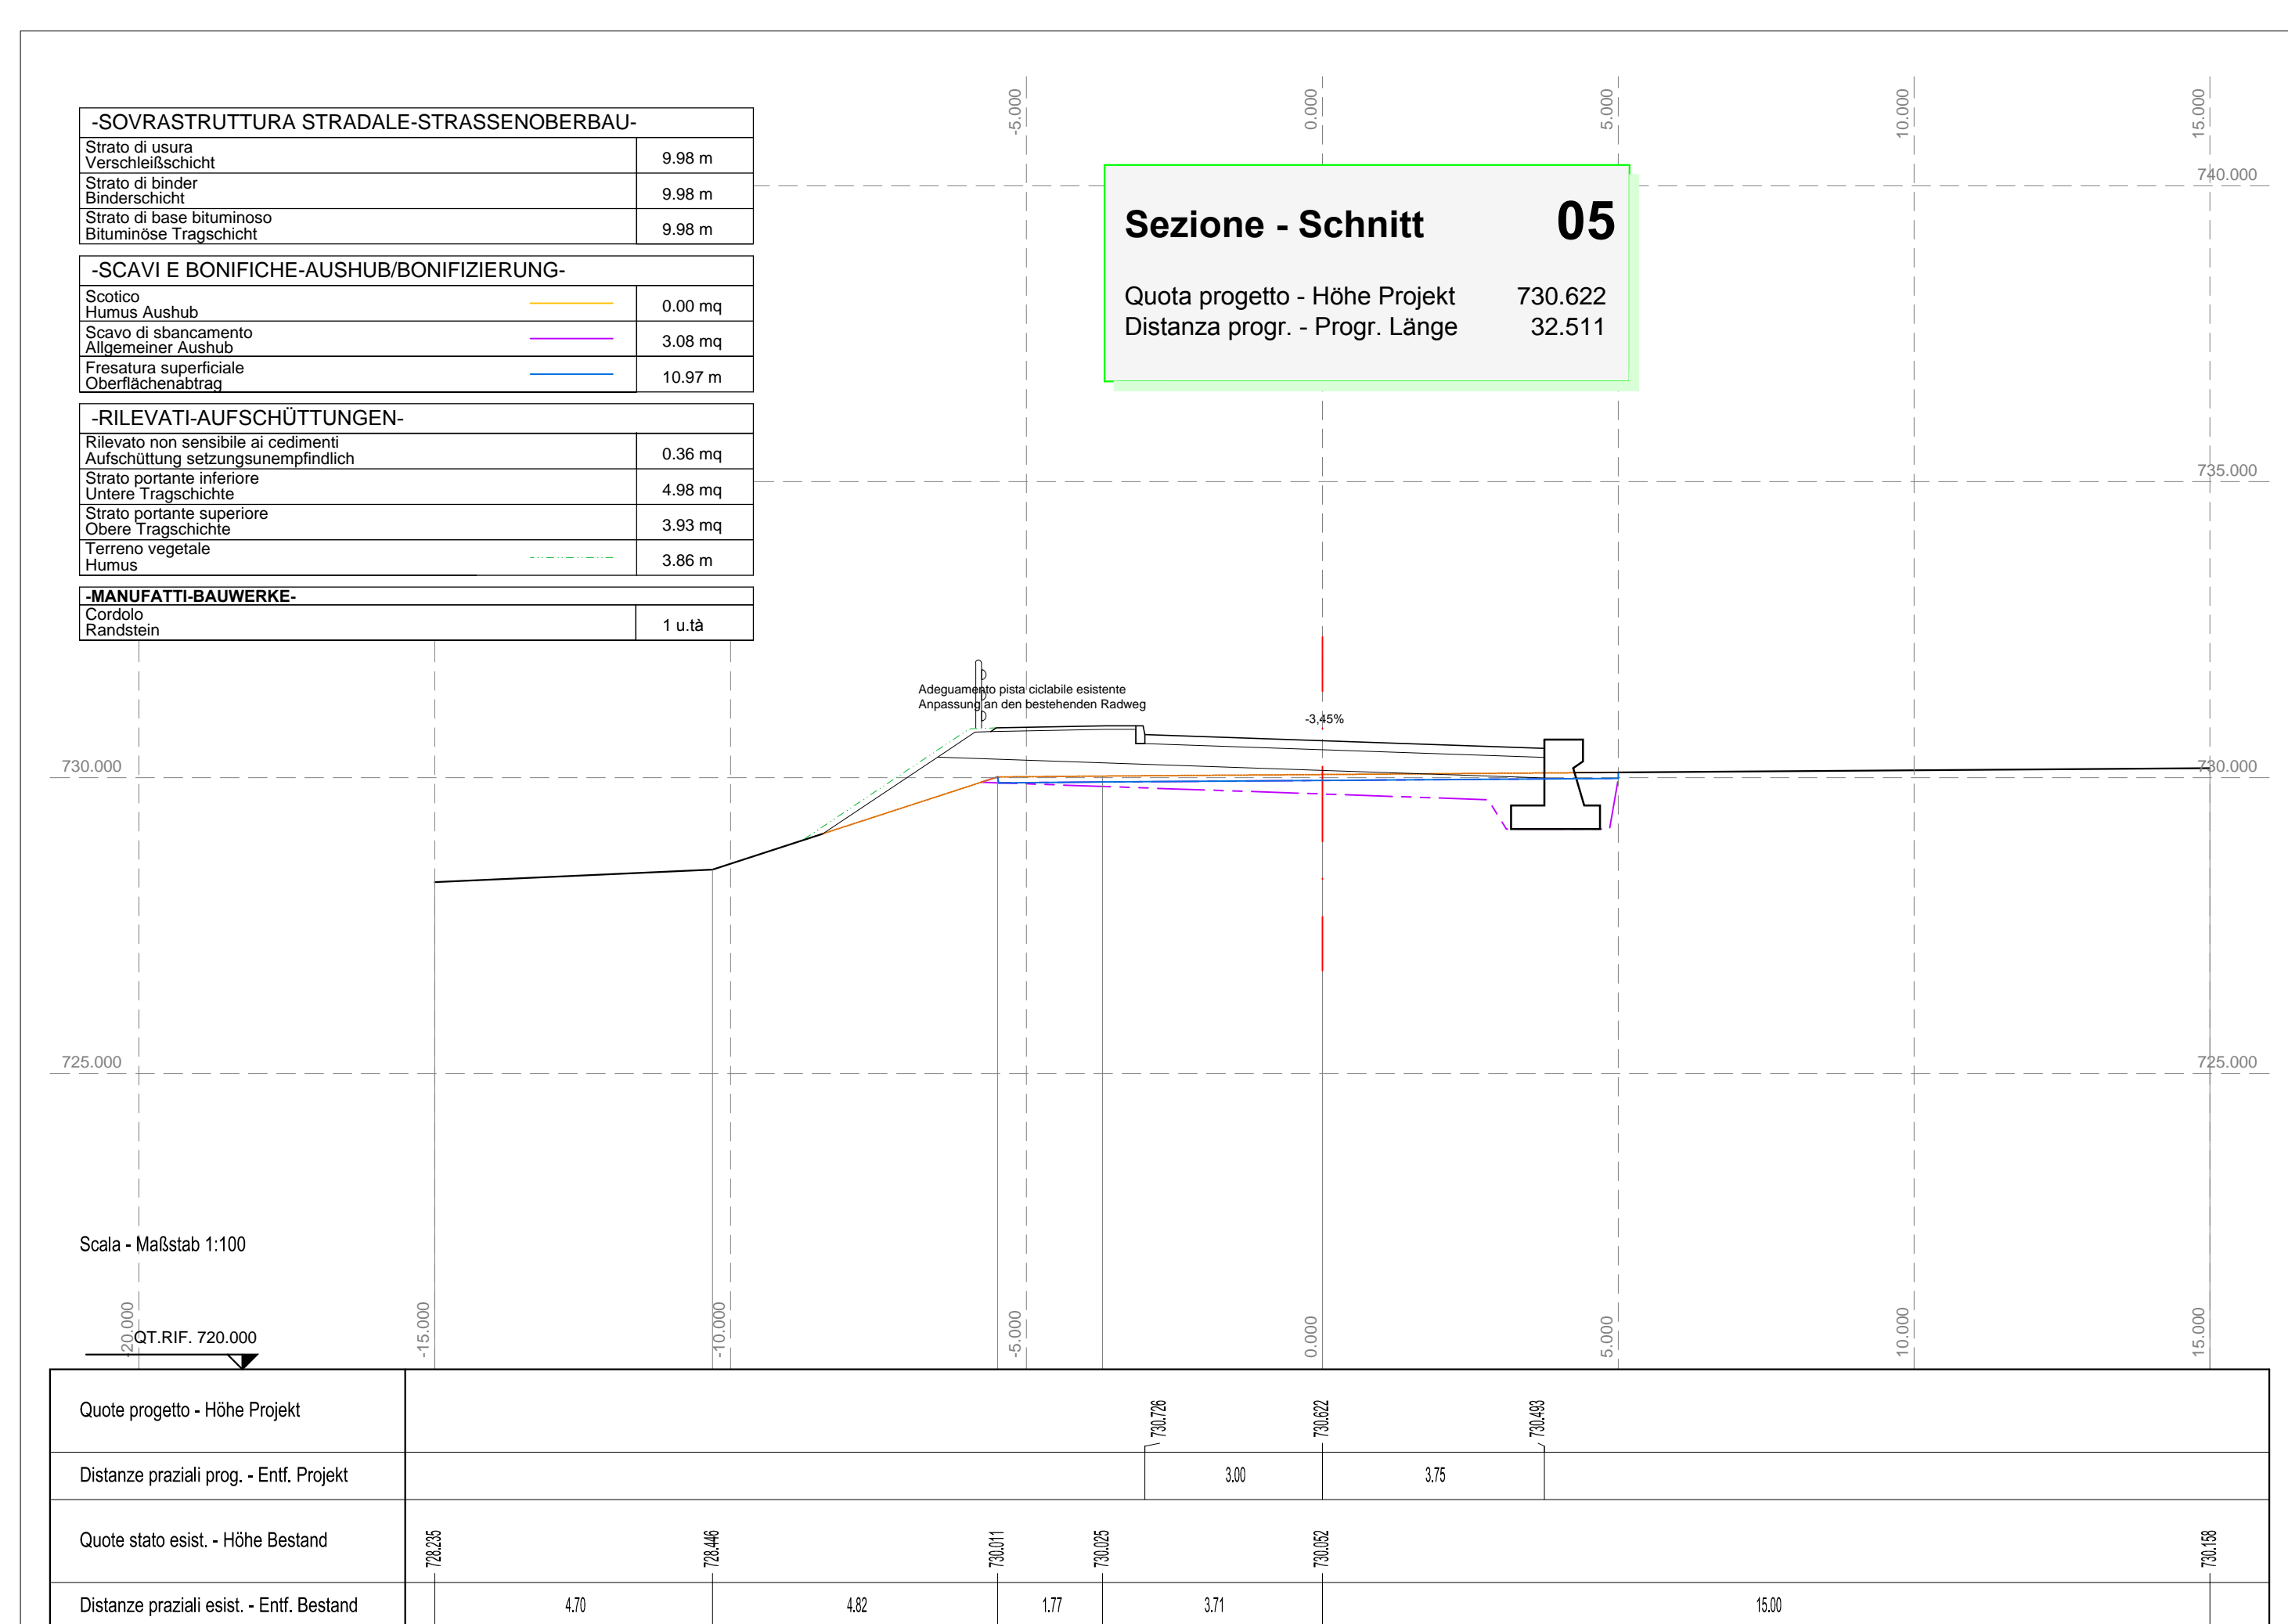 -5.000
0.000
5.000
10.000
15.000
-SOVRASTRUTTURA STRADALE-STRASSENOBERBAU-
Strato di usura
Verschleißschicht
9.98 m
Strato di binder
Binderschicht
9.98 m
Strato di base bituminoso
Bituminöse Tragschicht
9.98 m
-SCAVI E BONIFICHE-AUSHUB/BONIFIZIERUNG-
Scotico
Humus Aushub
0.00 mq
Scavo di sbancamento
Allgemeiner Aushub
3.08 mq
Fresatura superficiale
Oberflächenabtrag
10.97 m
-RILEVATI-AUFSCHÜTTUNGEN-
Rilevato non sensibile ai cedimenti
Aufschüttung setzungsunempfindlich
0.36 mq
Strato portante inferiore
Untere Tragschichte
4.98 mq
Strato portante superiore
Obere Tragschichte
3.93 mq
Terreno vegetale
Humus
3.86 m
-MANUFATTI-BAUWERKE-
Cordolo
Randstein
1 u.tà
Sezione - Schnitt 05
Quota progetto - Höhe Projekt 730.622
Distanza progr. - Progr. Länge 32.511
740.000
735.000
Adeguamento pista ciclabile esistente
Anpassung an den bestehenden Radweg
-3,45%
730.000
730.000
725.000
725.000
Scala - Maßstab 1:100
QT.RIF. 720.000
-20.000
-15.000
-10.000
-5.000
0.000
5.000
10.000
15.000
Quote progetto - Höhe Projekt
730.726
730.622
730.493
Distanze praziali prog. - Entf. Projekt
3.00
3.75
Quote stato esist. - Höhe Bestand
728.235
728.446
730.011
730.025
730.052
730.158
Distanze praziali esist. - Entf. Bestand
4.70
4.82
1.77
3.71
15.00